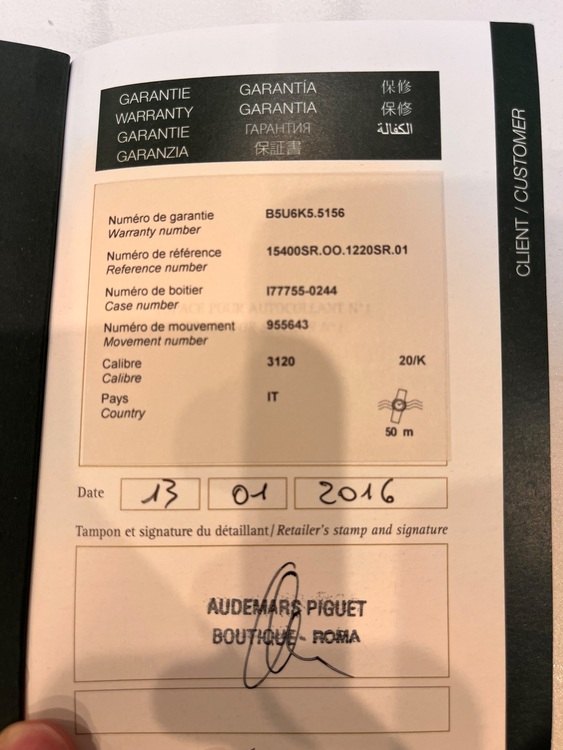 GARANTIE GARANTÍA 保修
WARRANTY GARANTIA 保修
GARANTIE ГАРАНТИЯ الكفالة
GARANZIA 保証書
CLIENT / CUSTOMER
Numéro de garantie B5U6K5.5156
Warranty number
Numéro de référence 15400SR.OO.1220SR.01
Reference number
Numéro de boitier I77755-0244
Case number
Numéro de mouvement 955643
Movement number
Calibre 3120 20/K
Calibre
Pays IT
Country
50 m
Date 13 01 2016
Tampon et signature du détaillant / Retailer's stamp and signature
AUDEMARS PIGUET
BOUTIQUE - ROMA